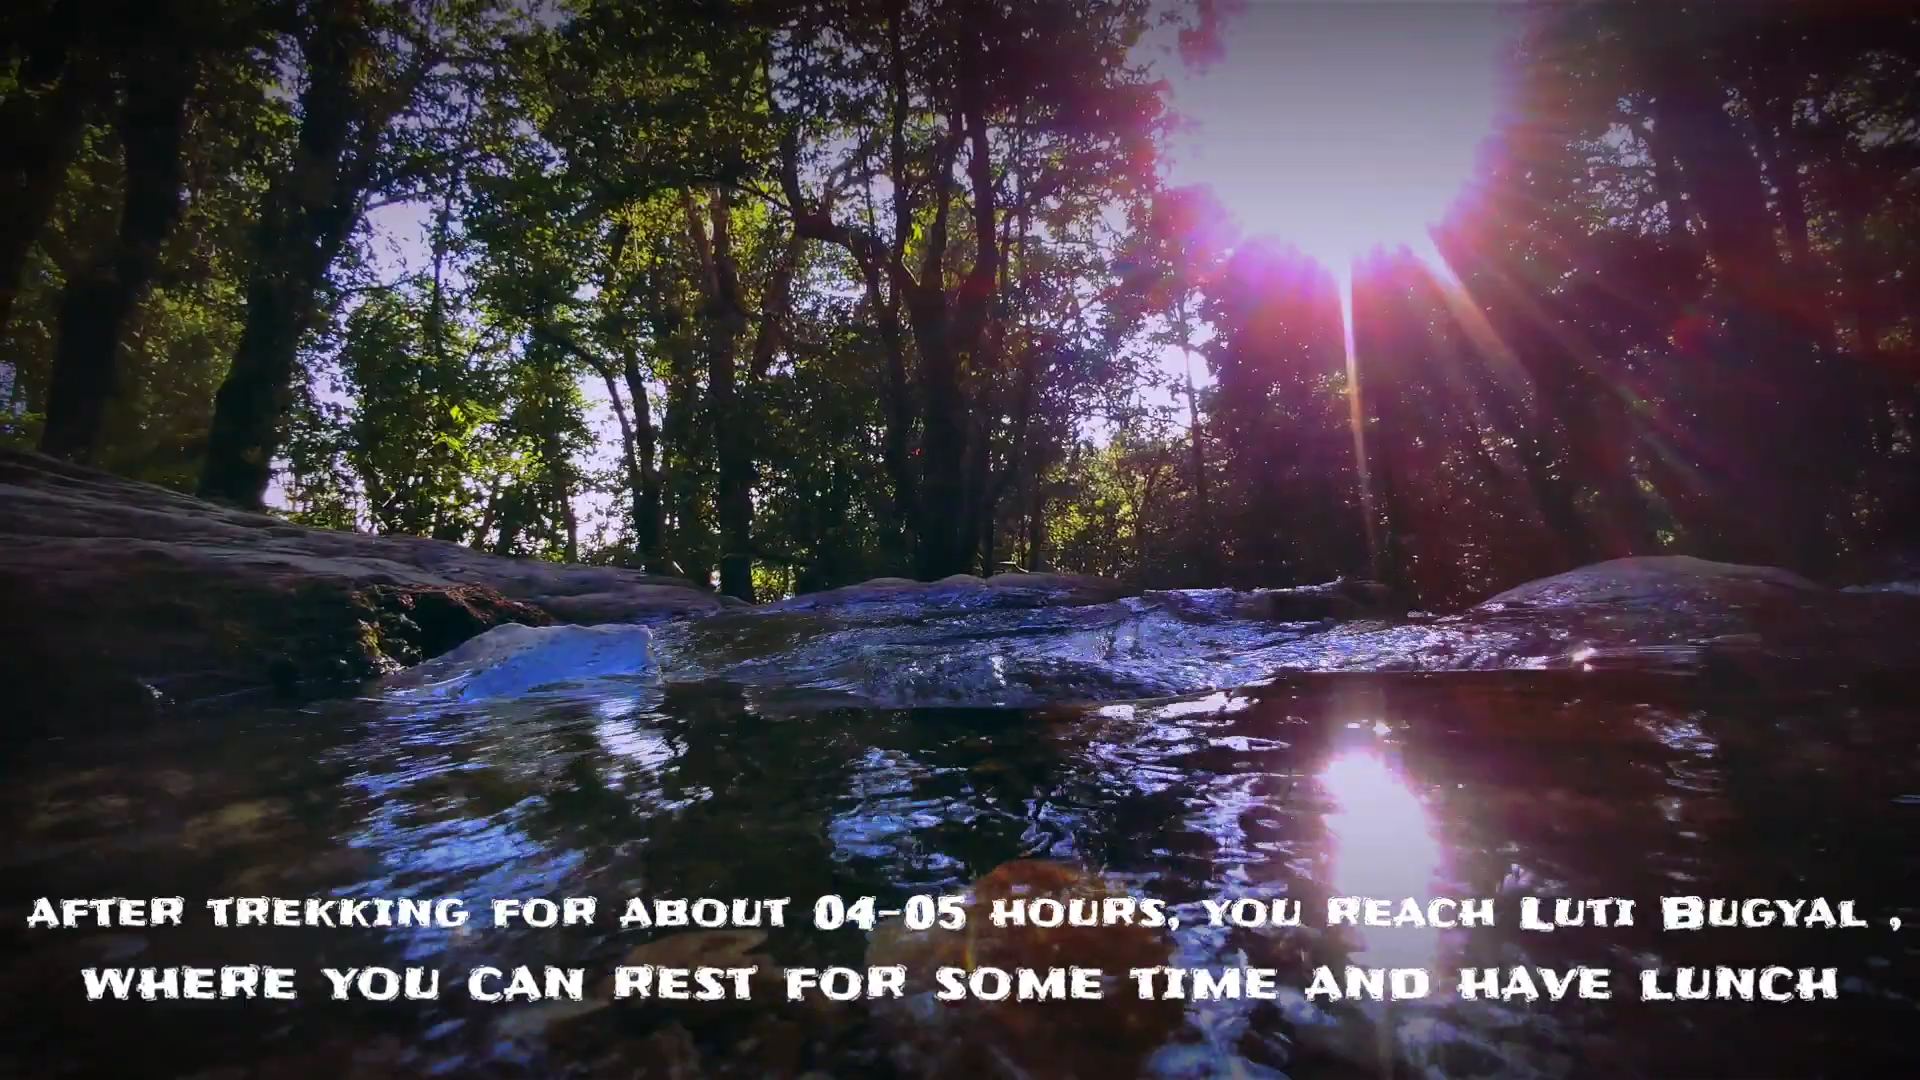 AFTER TREKKING FOR ABOUT 04-05 HOURS, YOU REACH LUTI BUGYAL ,
WHERE YOU CAN REST FOR SOME TIME AND HAVE LUNCH